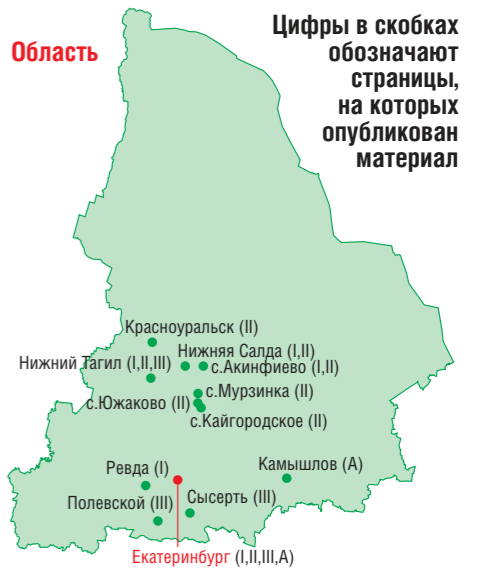 Область
Цифры в скобках
обозначают
страницы,
на которых
опубликован
материал
Красноуральск (II)
Нижняя Салда (I,II)
Нижний Тагил (I,II,III)
с.Акинфиево (I,II)
с.Мурзинка (II)
с.Южаково (II)
с.Кайгородское (II)
Ревда (I)
Камышлов (A)
Полевской (III)
Сысерть (III)
Екатеринбург (I,II,III,A)